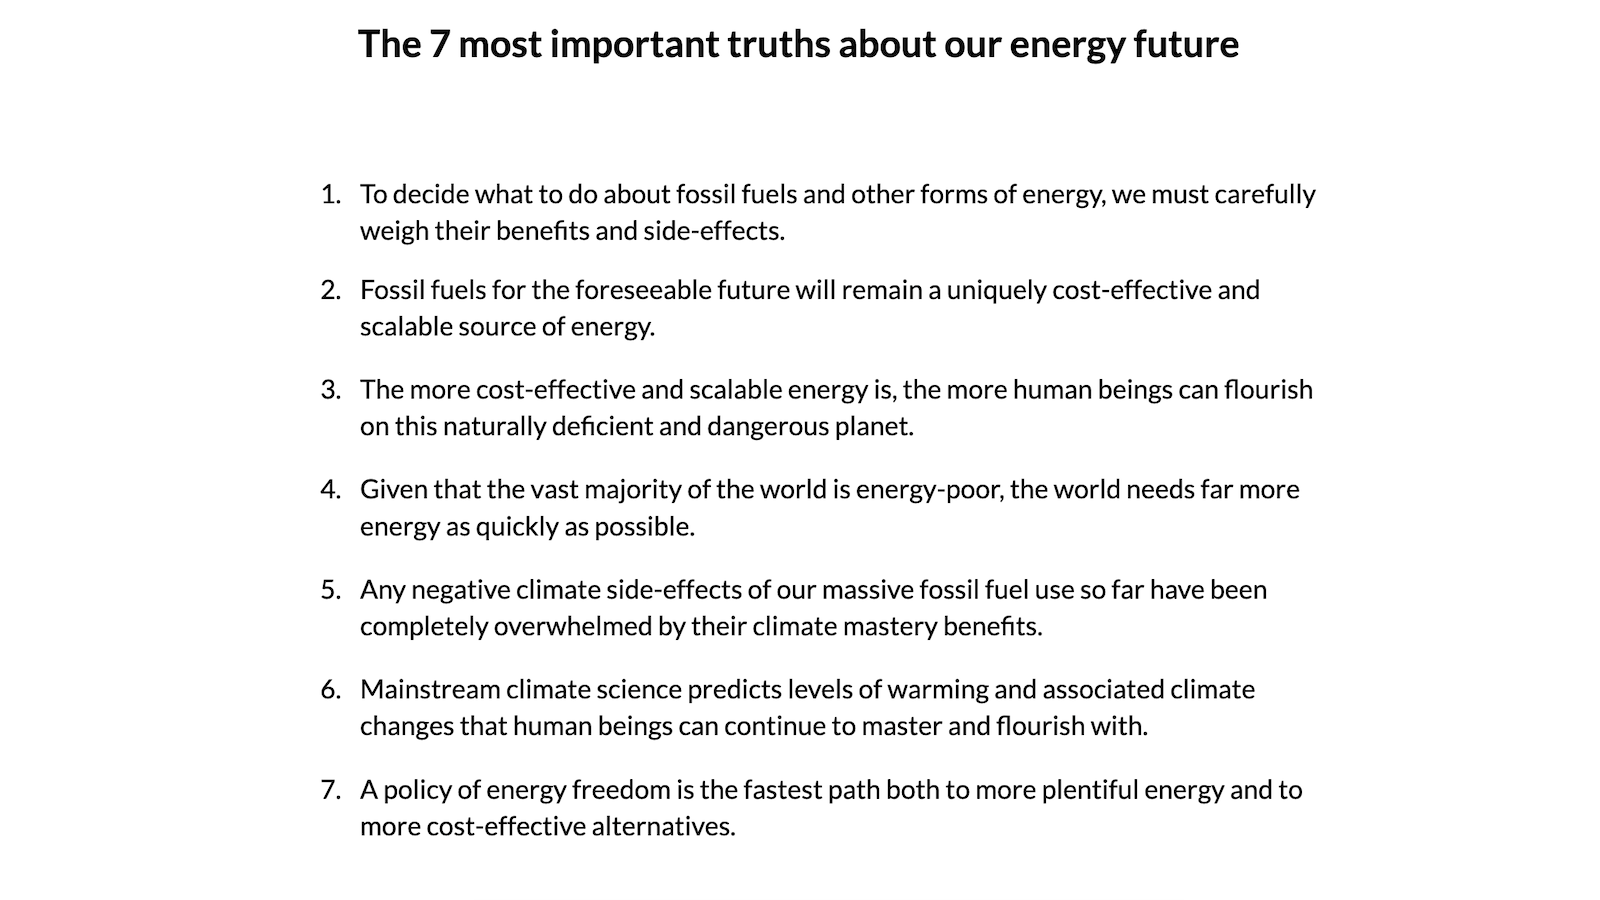 The 7 most important truths about our energy future
1. To decide what to do about fossil fuels and other forms of energy, we must carefully
weigh their benefits and side-effects.
2. Fossil fuels for the foreseeable future will remain a uniquely cost-effective and
scalable source of energy.
3. The more cost-effective and scalable energy is, the more human beings can flourish
on this naturally deficient and dangerous planet.
4. Given that the vast majority of the world is energy-poor, the world needs far more
energy as quickly as possible.
5. Any negative climate side-effects of our massive fossil fuel use so far have been
completely overwhelmed by their climate mastery benefits.
6. Mainstream climate science predicts levels of warming and associated climate
changes that human beings can continue to master and flourish with.
7. A policy of energy freedom is the fastest path both to more plentiful energy and to
more cost-effective alternatives.